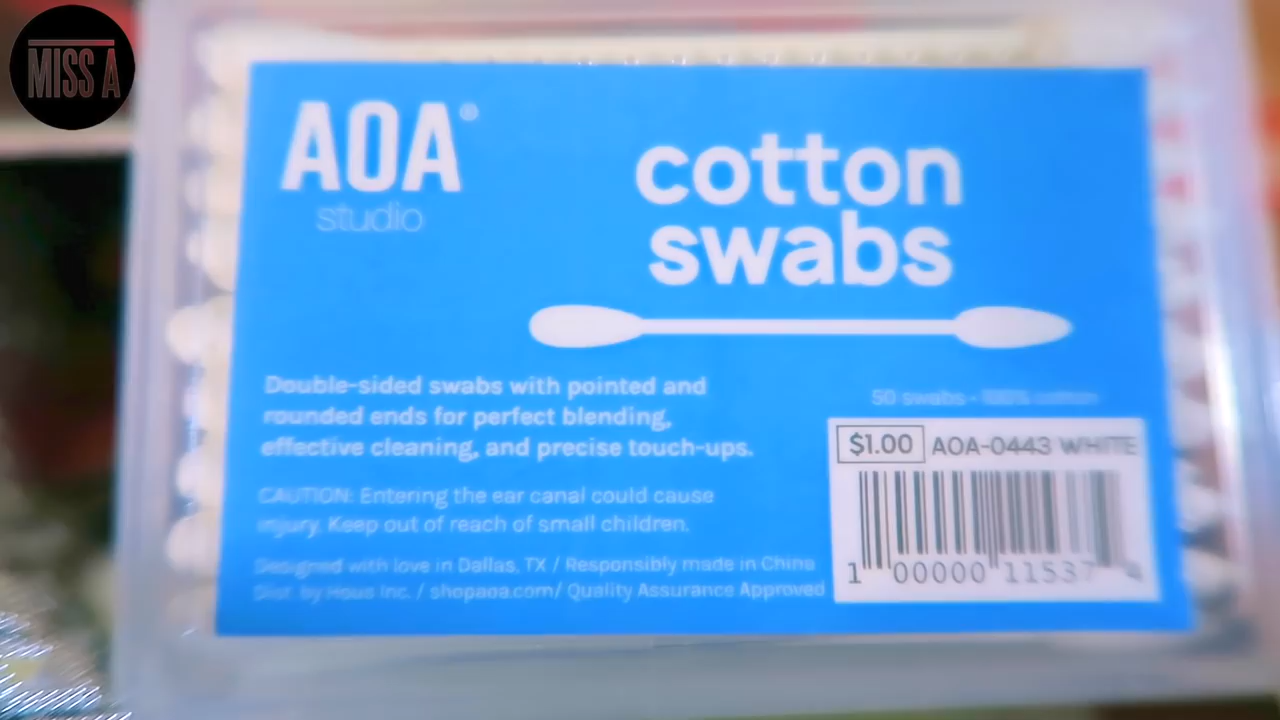 MISS A
AOA®
studio
cotton
swabs
Double-sided swabs with pointed and
rounded ends for perfect blending,
effective cleaning, and precise touch-ups.
50 swabs - 100% cotton
$1.00 AOA-0443 WHITE
CAUTION: Entering the ear canal could cause
injury. Keep out of reach of small children.
Designed with love in Dallas, TX / Responsibly made in China
Dist. by Haus Inc. / shopaoa.com/ Quality Assurance Approved
1 00000 11537 4